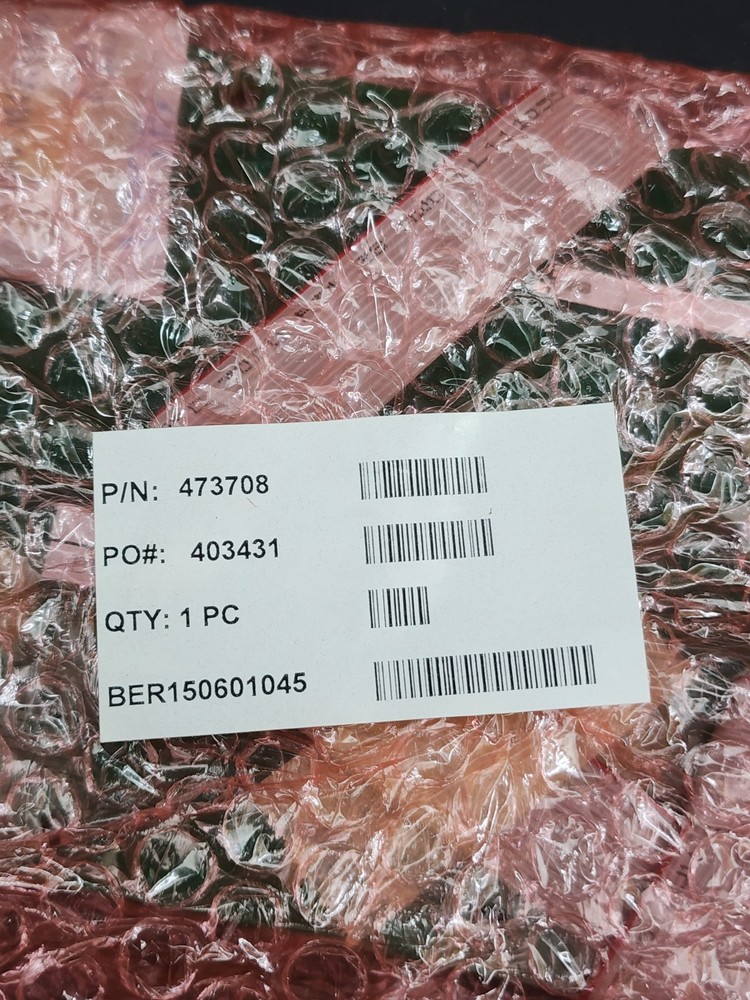 P/N: 473708
PO#: 403431
QTY: 1 PC
BER150601045